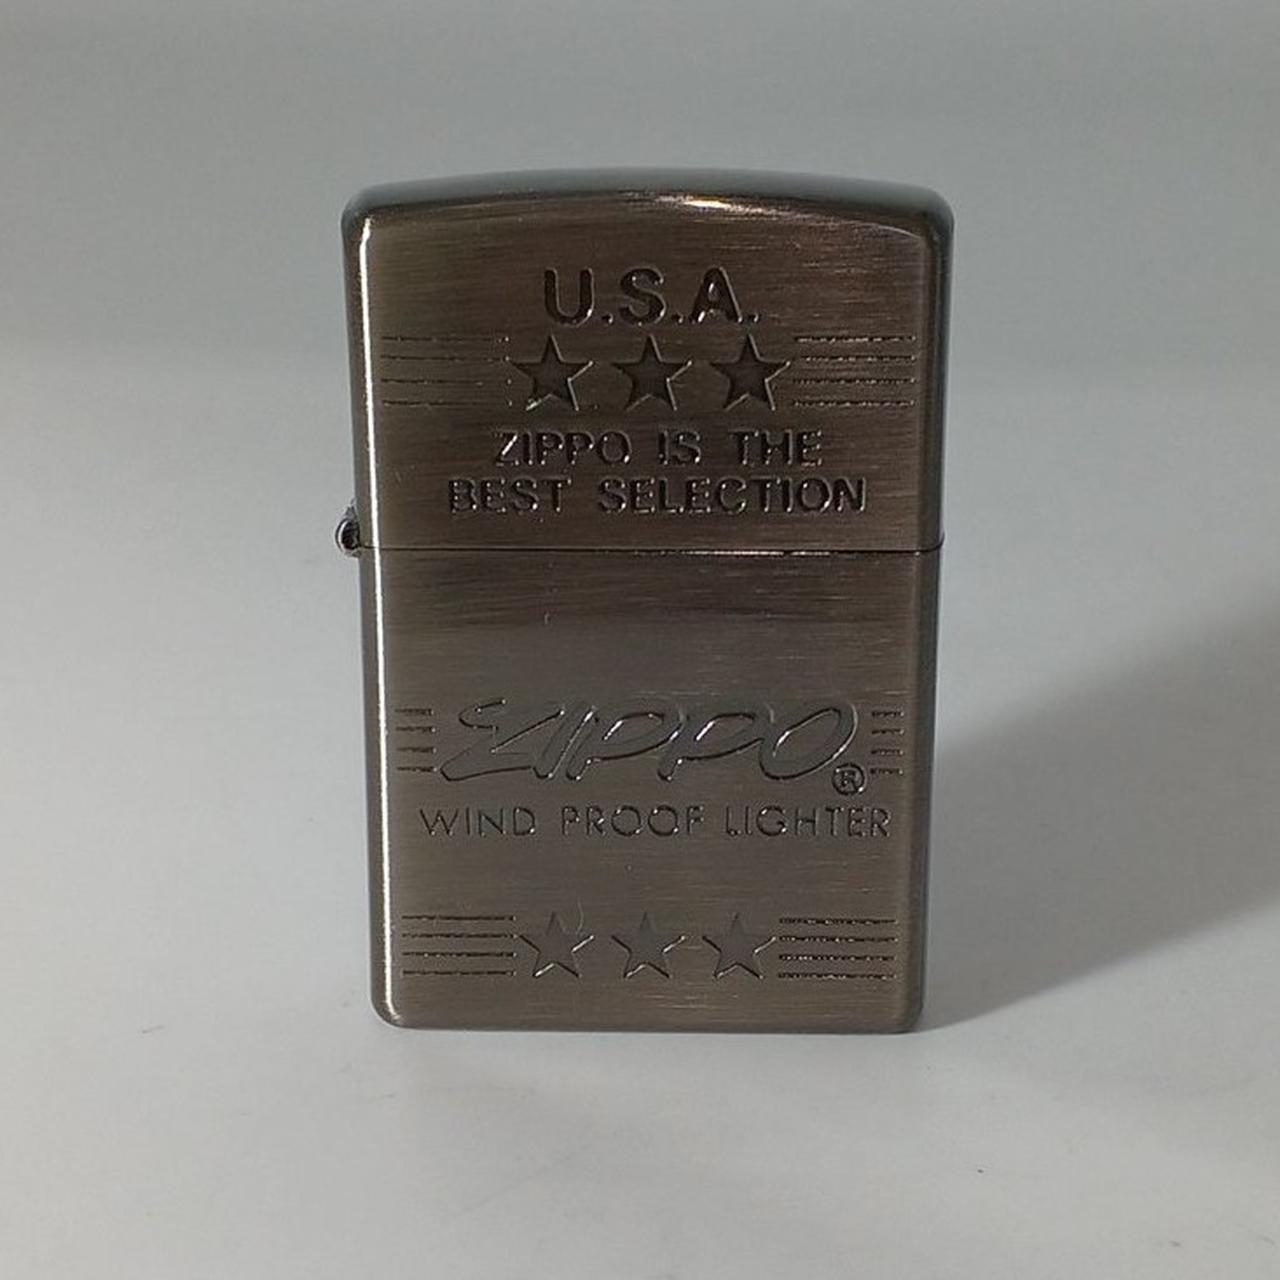 U.S.A.
ZIPPO IS THE
BEST SELECTION
ZIPPO®
WIND PROOF LIGHTER